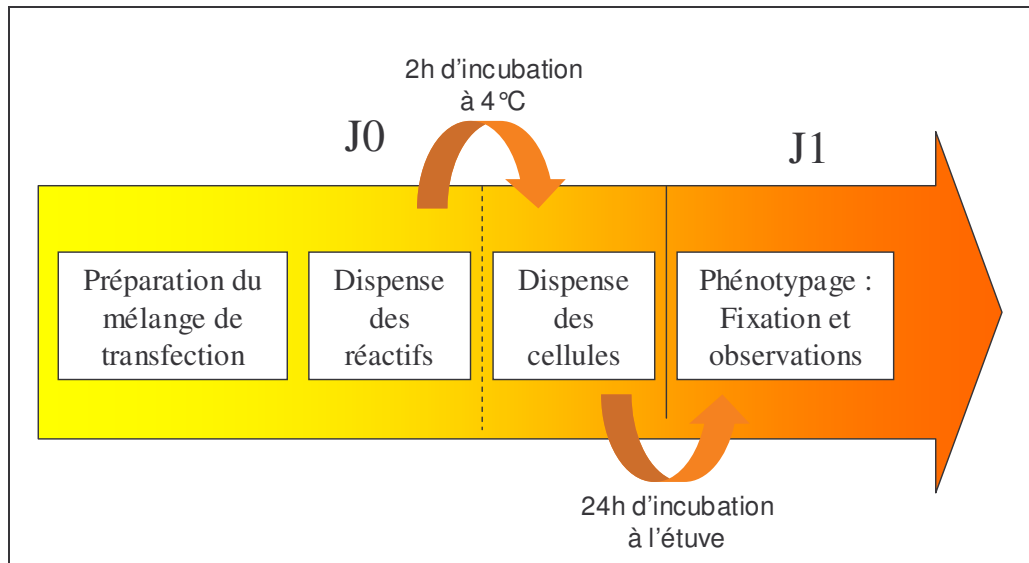 2h d'incubation
à 4°C
J0
J1
Préparation du
mélange de
transfection
Dispense
des
réactifs
Dispense
des
cellules
Phénotypage :
Fixation et
observations
24h d'incubation
à l'étuve